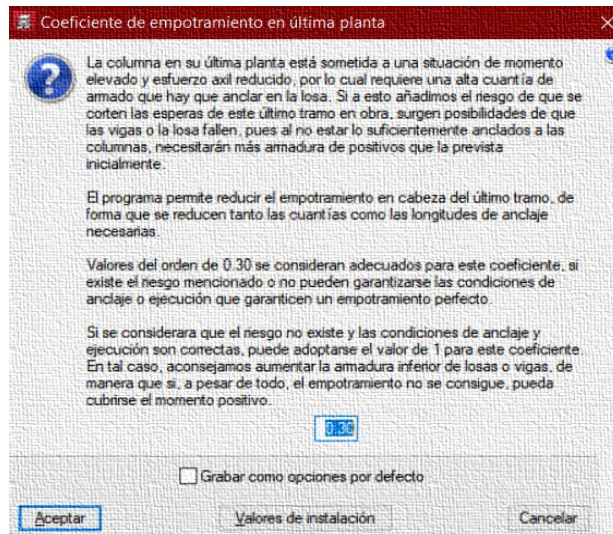 Coeficiente de empotramiento en última planta
La columna en su última planta está sometida a una situación de momento
elevado y esfuerzo axil reducido, por lo cual requiere una alta cuantía de
armado que hay que anclar en la losa. Si a esto añadimos el riesgo de que se
corten las esperas de este último tramo en obra, surgen posibilidades de que
las vigas o la losa fallen, pues al no estar lo suficientemente anclados a las
columnas, necesitarán más armadura de positivos que la prevista
inicialmente.
El programa permite reducir el empotramiento en cabeza del último tramo, de
forma que se reducen tanto las cuantías como las longitudes de anclaje
necesarias.
Valores del orden de 0.30 se consideran adecuados para este coeficiente, si
existe el riesgo mencionado o no pueden garantizarse las condiciones de
anclaje o ejecución que garanticen un empotramiento perfecto.
Si se considerara que el riesgo no existe y las condiciones de anclaje y
ejecución son correctas, puede adoptarse el valor de 1 para este coeficiente.
En tal caso, aconsejamos aumentar la armadura inferior de losas o vigas, de
manera que si, a pesar de todo, el empotramiento no se consigue, pueda
cubrirse el momento positivo.
0.30
Grabar como opciones por defecto
Aceptar Valores de instalación Cancelar